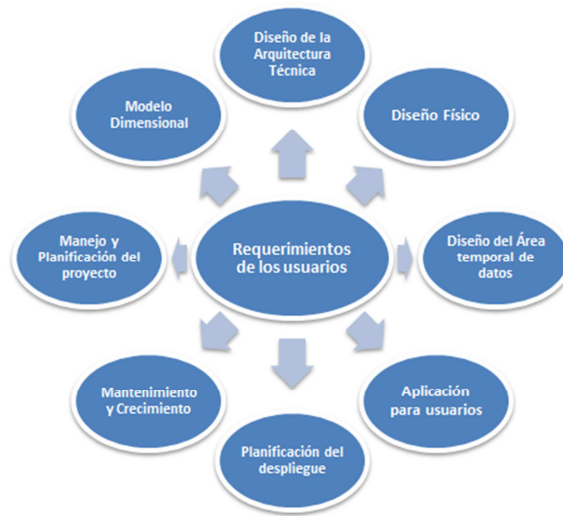 Diseño de la
Arquitectura
Técnica
Modelo
Dimensional
Diseño Físico
Manejo y
Planificación del
proyecto
Requerimientos
de los usuarios
Diseño del Área
temporal de
datos
Mantenimiento
y Crecimiento
Aplicación
para usuarios
Planificación del
despliegue